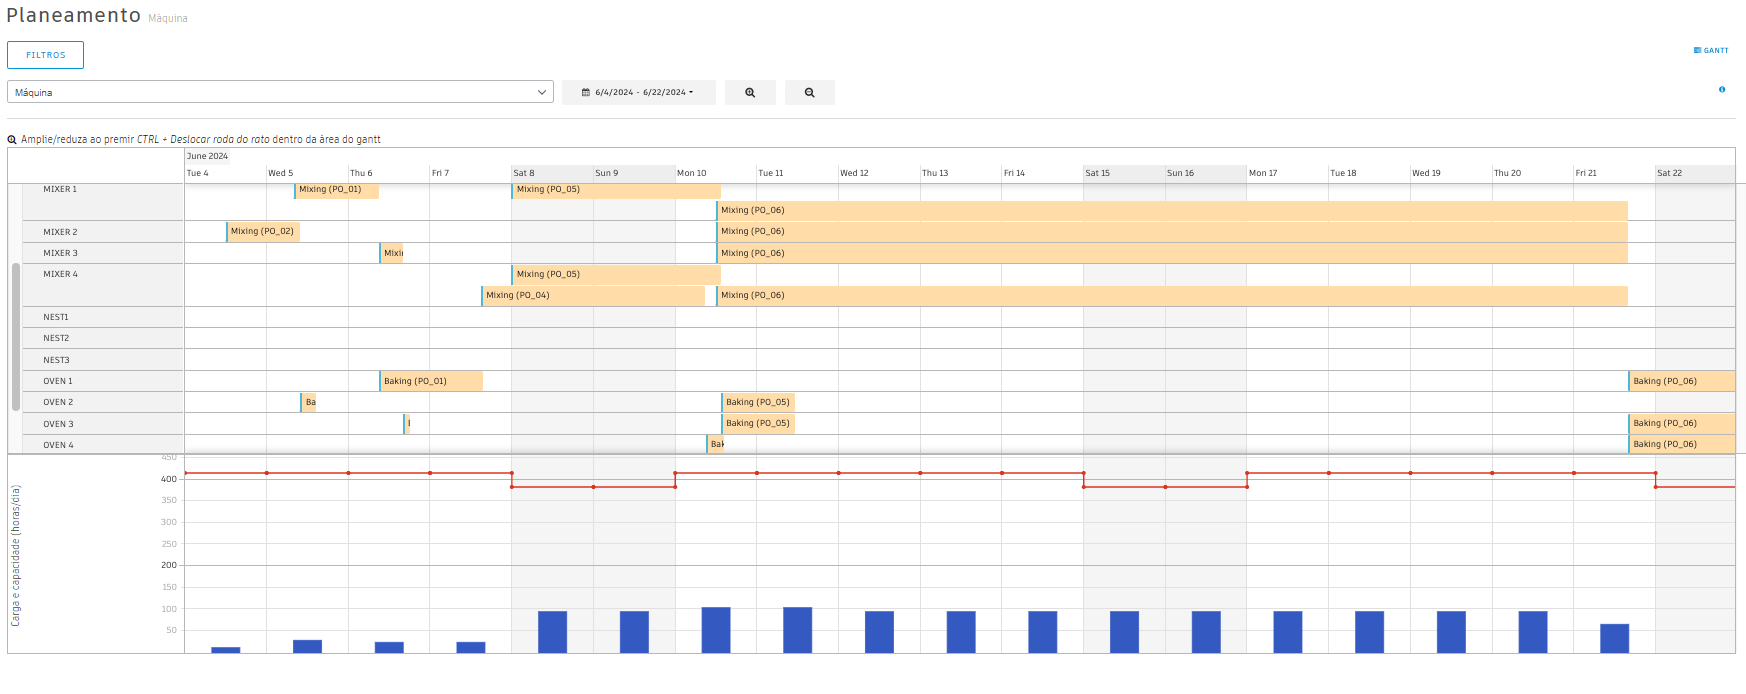 Planeamento Máquina
FILTROS
GANTT
Máquina
6/4/2024 - 6/22/2024
Amplie/reduza ao premir CTRL + Deslocar roda do rato dentro da área do gantt
June 2024
Tue 4 Wed 5 Thu 6 Fri 7 Sat 8 Sun 9 Mon 10 Tue 11 Wed 12 Thu 13 Fri 14 Sat 15 Sun 16 Mon 17 Tue 18 Wed 19 Thu 20 Fri 21 Sat 22
MIXER 1 Mixing (PO_01) Mixing (PO_05)
Mixing (PO_06)
MIXER 2 Mixing (PO_02) Mixing (PO_06)
MIXER 3 Mixi Mixing (PO_06)
MIXER 4 Mixing (PO_05)
Mixing (PO_04) Mixing (PO_06)
NEST1
NEST2
NEST3
OVEN 1 Baking (PO_01) Baking (PO_06)
OVEN 2 Ba Baking (PO_05)
OVEN 3 Baking (PO_05) Baking (PO_06)
OVEN 4 Bak Baking (PO_06)
Carga e capacidade (horas/dia)
450
400
350
300
250
200
150
100
50